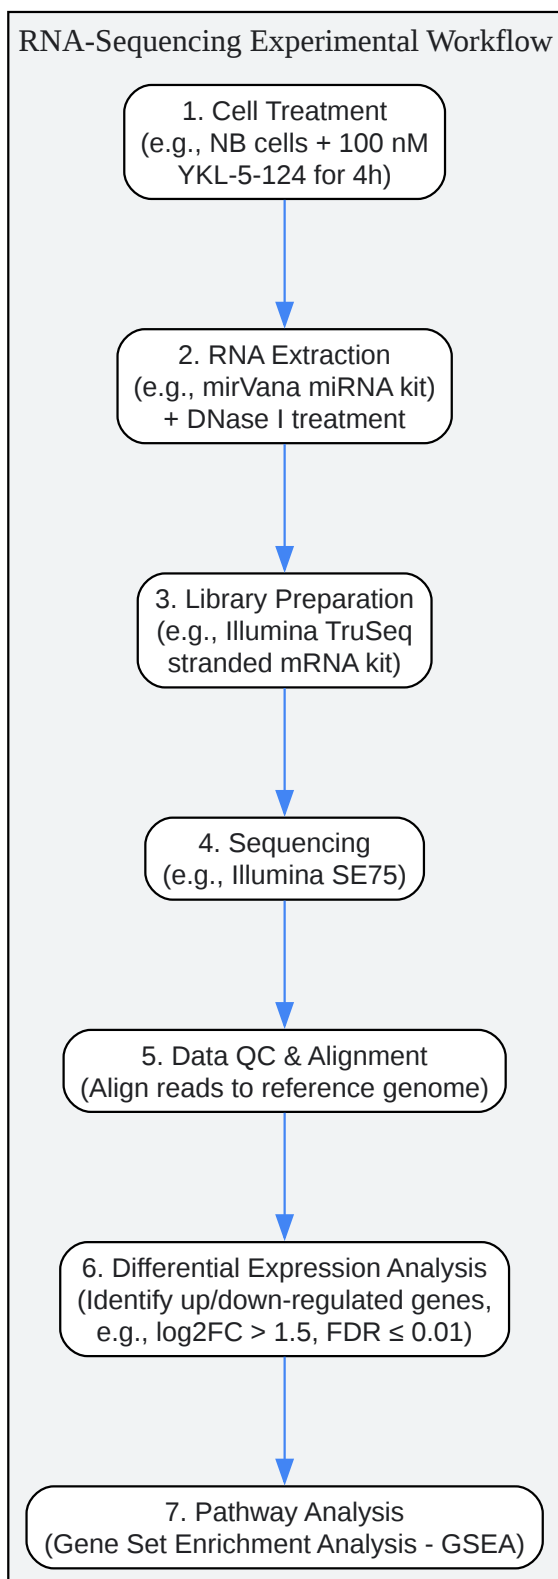 RNA-Sequencing Experimental Workflow
1. Cell Treatment
(e.g., NB cells + 100 nM
YKL-5-124 for 4h)
2. RNA Extraction
(e.g., mirVana miRNA kit)
+ DNase I treatment
3. Library Preparation
(e.g., Illumina TruSeq
stranded mRNA kit)
4. Sequencing
(e.g., Illumina SE75)
5. Data QC & Alignment
(Align reads to reference genome)
6. Differential Expression Analysis
(Identify up/down-regulated genes,
e.g., log2FC > 1.5, FDR ≤ 0.01)
7. Pathway Analysis
(Gene Set Enrichment Analysis - GSEA)